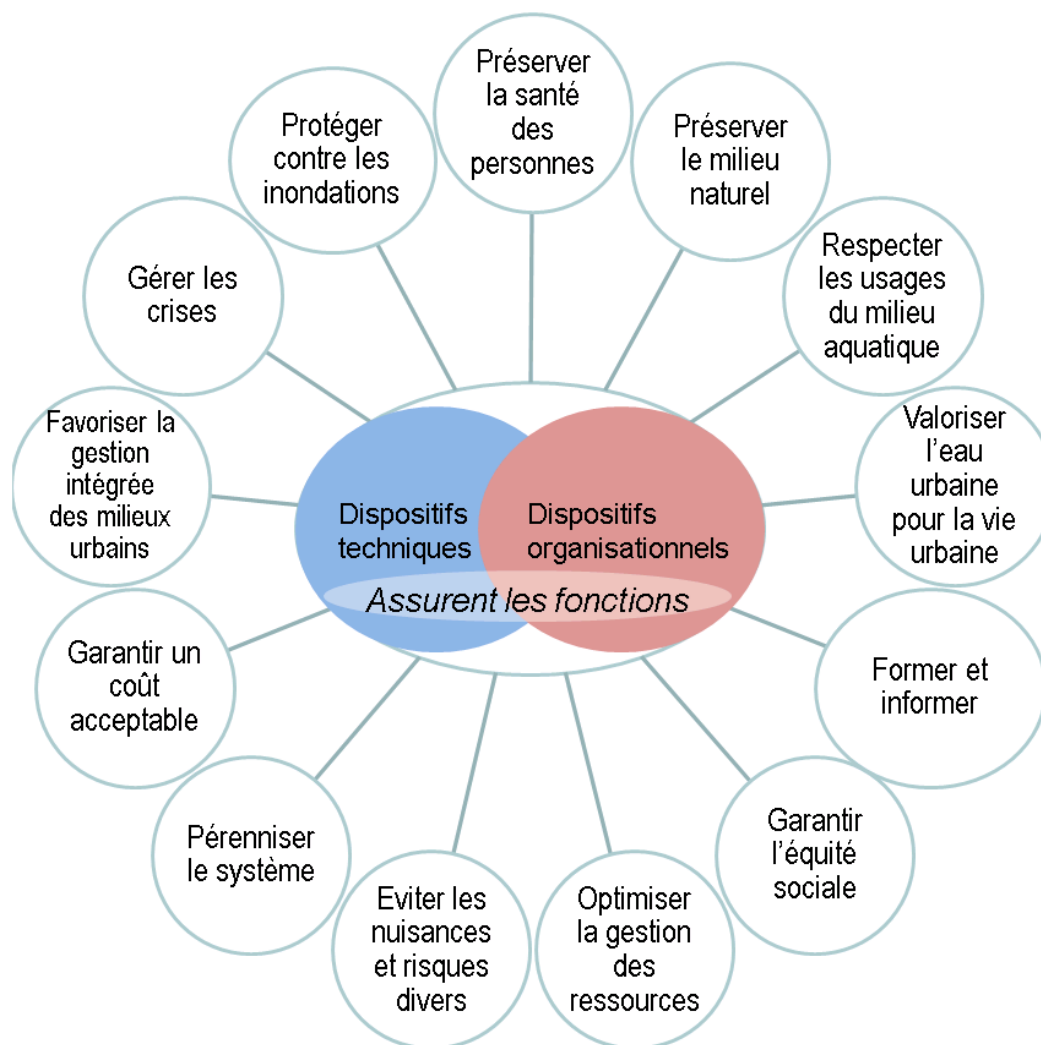 Préserver
la santé
des
personnes
Préserver
le milieu
naturel
Respecter
les usages
du milieu
aquatique
Valoriser
l'eau
urbaine
pour la vie
urbaine
Former et
informer
Garantir
l'équité
sociale
Optimiser
la gestion
des
ressources
Eviter les
nuisances
et risques
divers
Pérenniser
le système
Garantir un
coût
acceptable
Favoriser la
gestion
intégrée
des milieux
urbains
Gérer les
crises
Protéger
contre les
inondations
Dispositifs
techniques
Dispositifs
organisationnels
Assurent les fonctions